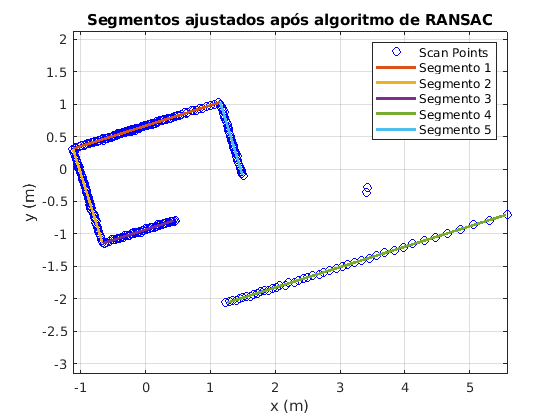 Segmentos ajustados após algoritmo de RANSAC
Scan Points
Segmento 1
Segmento 2
Segmento 3
Segmento 4
Segmento 5
2
1.5
1
0.5
0
-0.5
-1
-1.5
-2
-2.5
-3
y (m)
-1 0 1 2 3 4 5
x (m)